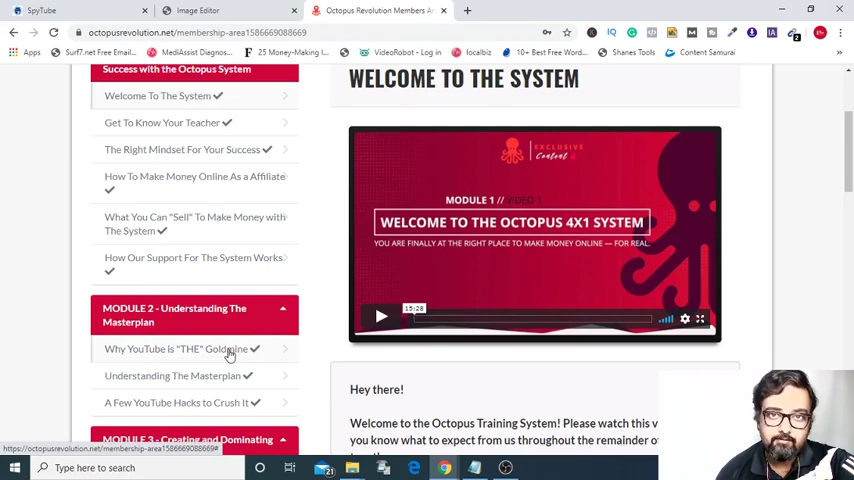 SpyTube
Image Editor
Octopus Revolution Members Ar
octopusrevolution.net/membership-area1586669088669
Apps
Surf7.net Free Email...
MediAssist Diagnos...
25 Money-Making I...
VideoRobot - Log in
localbiz
10+ Best Free Word...
Shanes Tools
Content Samurai
Success with the Octopus System
Welcome To The System
Get To Know Your Teacher
The Right Mindset For Your Success
How To Make Money Online As a Affiliate
What You Can "Sell" To Make Money with
The System
How Our Support For The System Works
MODULE 2 - Understanding The
Masterplan
Why YouTube Is "THE" Goldmine
Understanding The Masterplan
A Few YouTube Hacks to Crush It
MODULE 3 - Creating and Dominating
https://octopusrevolution.net/membership-area1586669088669#
WELCOME TO THE SYSTEM
EXCLUSIVE
Content
MODULE 1 // VIDEO 1
WELCOME TO THE OCTOPUS 4X1 SYSTEM
YOU ARE FINALLY AT THE RIGHT PLACE TO MAKE MONEY ONLINE — FOR REAL.
15:28
Hey there!
Welcome to the Octopus Training System! Please watch this v
you know what to expect from us throughout the remainder o
Type here to search
21